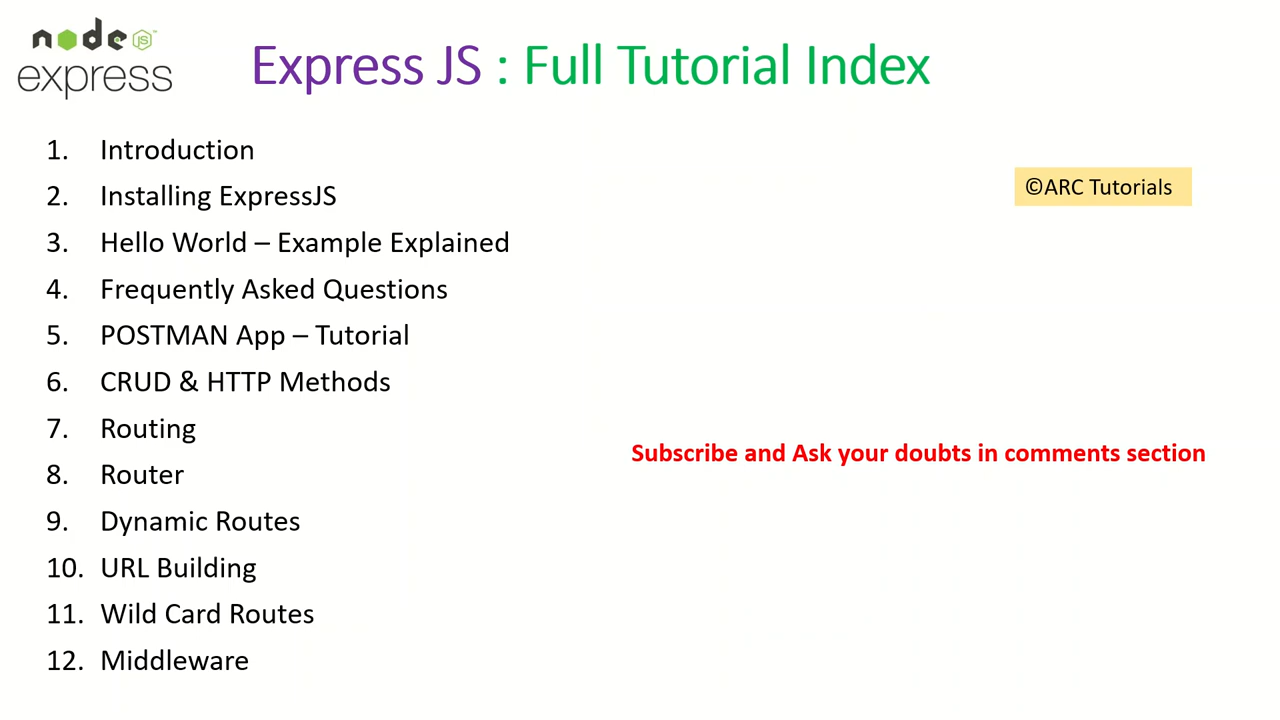 node JS
express
Express JS : Full Tutorial Index
1. Introduction
2. Installing ExpressJS
3. Hello World – Example Explained
4. Frequently Asked Questions
5. POSTMAN App – Tutorial
6. CRUD & HTTP Methods
7. Routing
8. Router
9. Dynamic Routes
10. URL Building
11. Wild Card Routes
12. Middleware
©ARC Tutorials
Subscribe and Ask your doubts in comments section